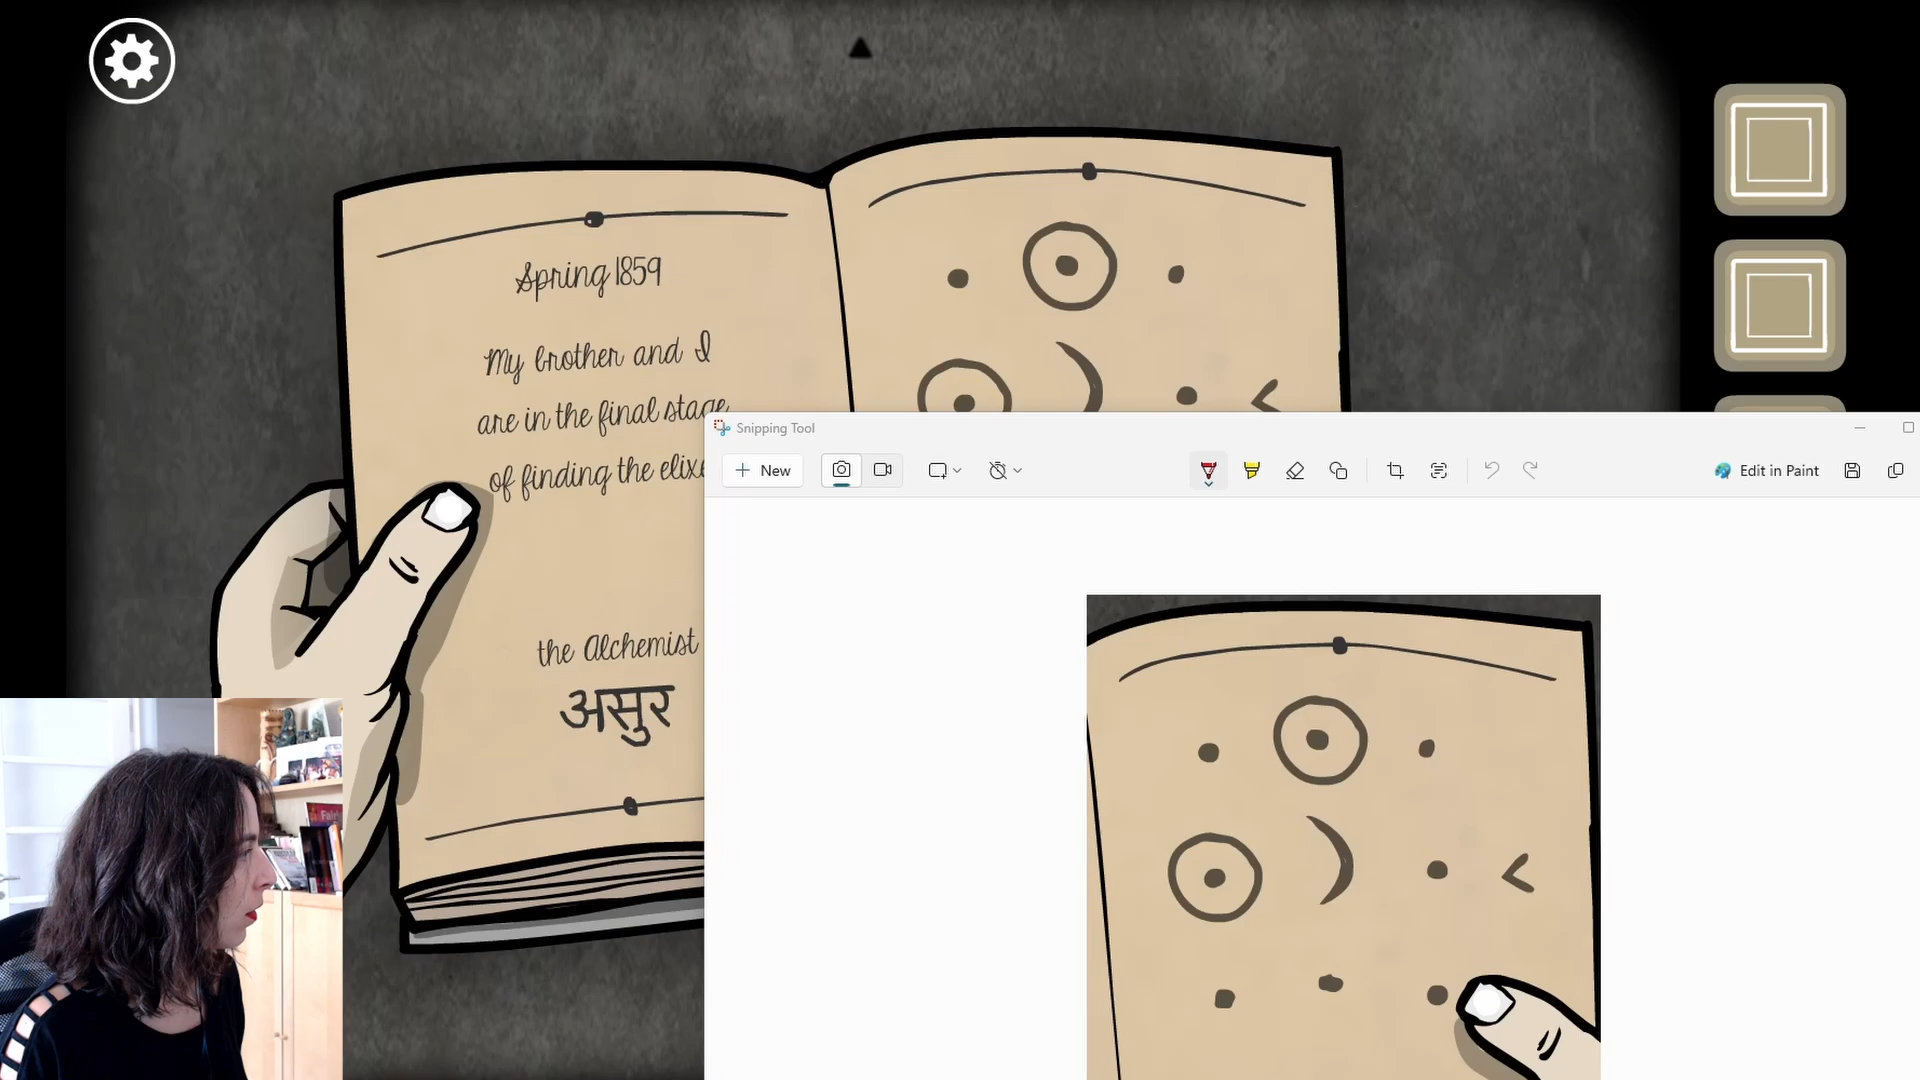 Spring 1859
My brother and I
are in the final stage
of finding the elixe
the Alchemist
असुर
Snipping Tool
New
Edit in Paint